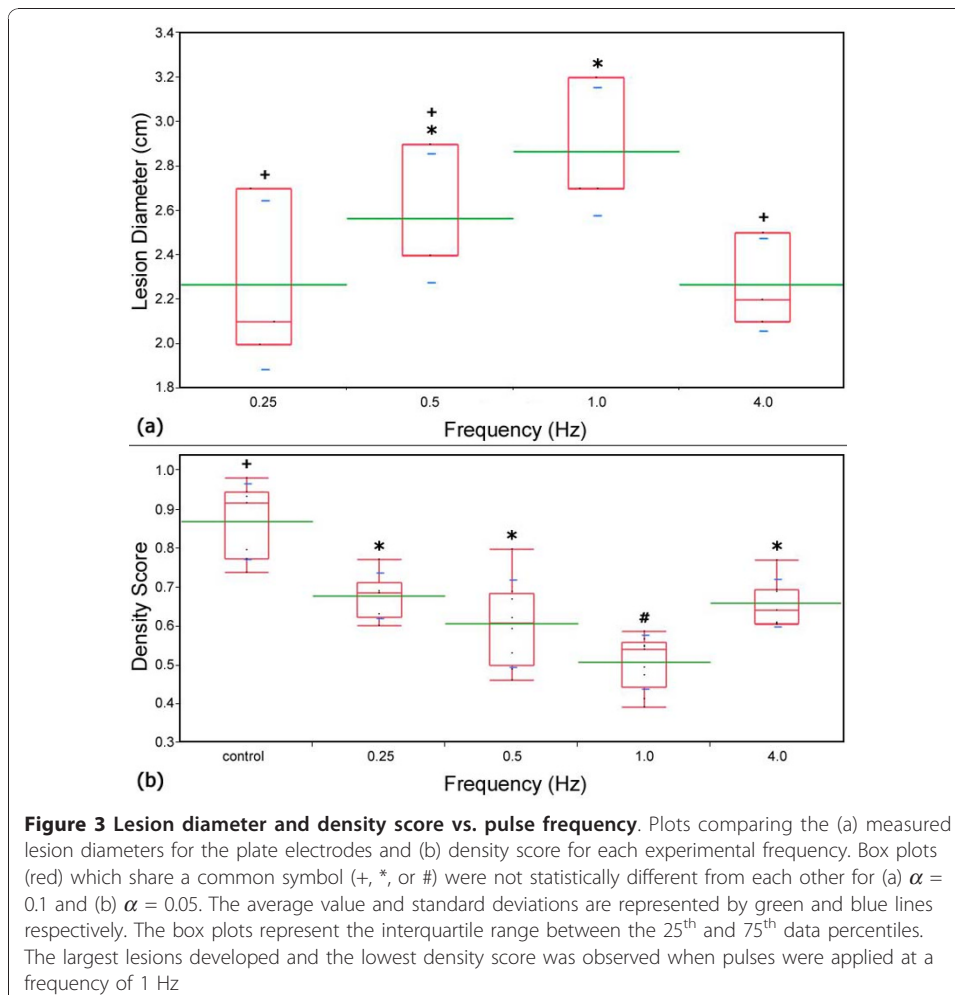 3.4
*
3.2
+
3.0
*
2.8
+
+
2.6
2.4
2.2
2.0
1.8
Lesion Diameter (cm)
0.25 0.5 1.0 4.0
(a) Frequency (Hz)
+
1.0
0.9
*
*
*
0.8
0.7
#
0.6
0.5
0.4
0.3
Density Score
control 0.25 0.5 1.0 4.0
(b) Frequency (Hz)
Figure 3 Lesion diameter and density score vs. pulse frequency. Plots comparing the (a) measured
lesion diameters for the plate electrodes and (b) density score for each experimental frequency. Box plots
(red) which share a common symbol (+, *, or #) were not statistically different from each other for (a) α =
0.1 and (b) α = 0.05. The average value and standard deviations are represented by green and blue lines
respectively. The box plots represent the interquartile range between the 25th and 75th data percentiles.
The largest lesions developed and the lowest density score was observed when pulses were applied at a
frequency of 1 Hz